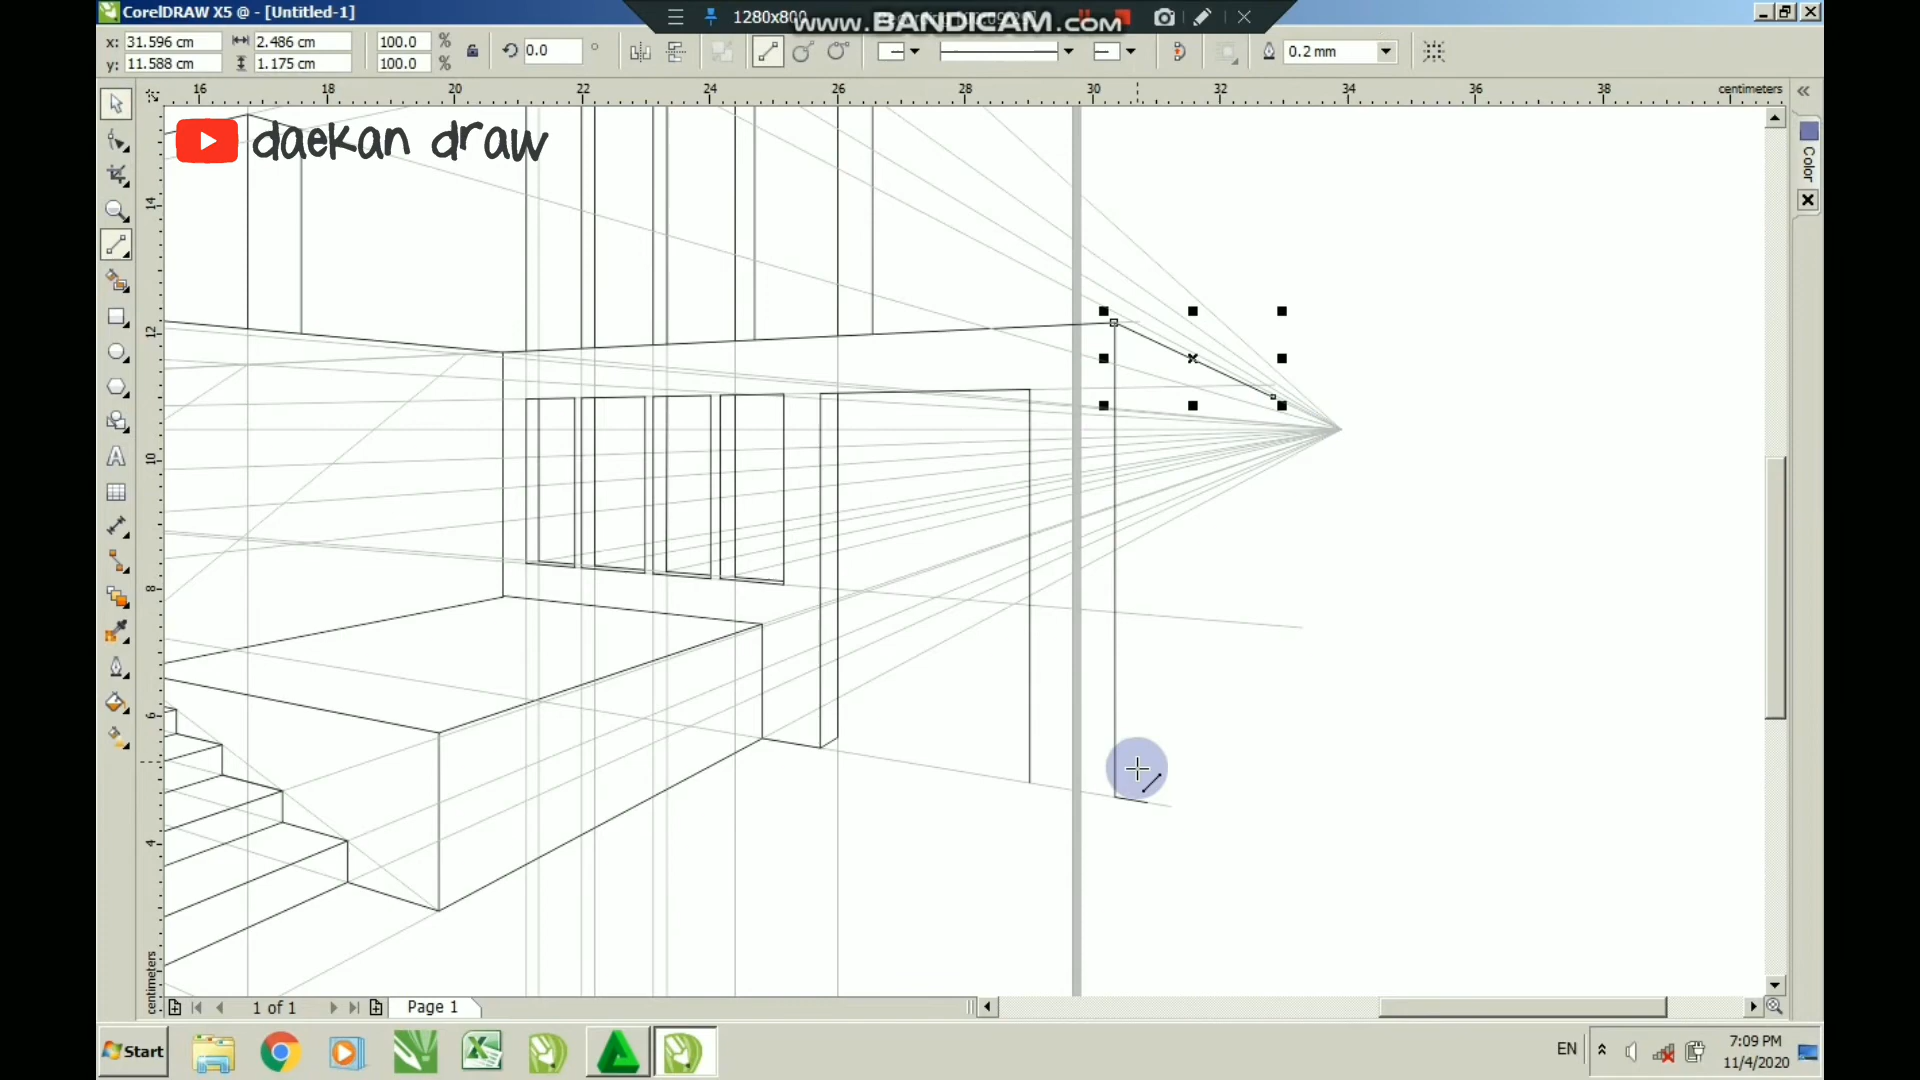 CorelDRAW X5 @ - [Untitled-1]
1280x800
www.BANDICAM.com
x: 31.596 cm
y: 11.588 cm
2.486 cm
1.175 cm
100.0 %
100.0 %
0.0 °
0.2 mm
16 18 20 22 24 26 28 30 32 34 36 38 centimeters
daekan draw
Color
14
12
10
8
6
4
centimeters
1 of 1
Page 1
Start
EN
7:09 PM
11/4/2020